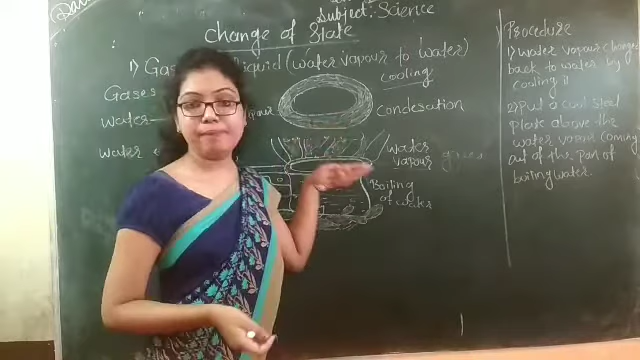 Subject: Science
Change of State
1) Gas Liquid (Water Vapour to Water)
Cooling
Gases
Condesation
Water
Water
Water
Vapour gases
Boiling
of water
Procedure
1) Water vapour changes
back to water by
cooling it
2) Put a cool steel
plate above the
water vapour coming
out of the pan of
boiling water.